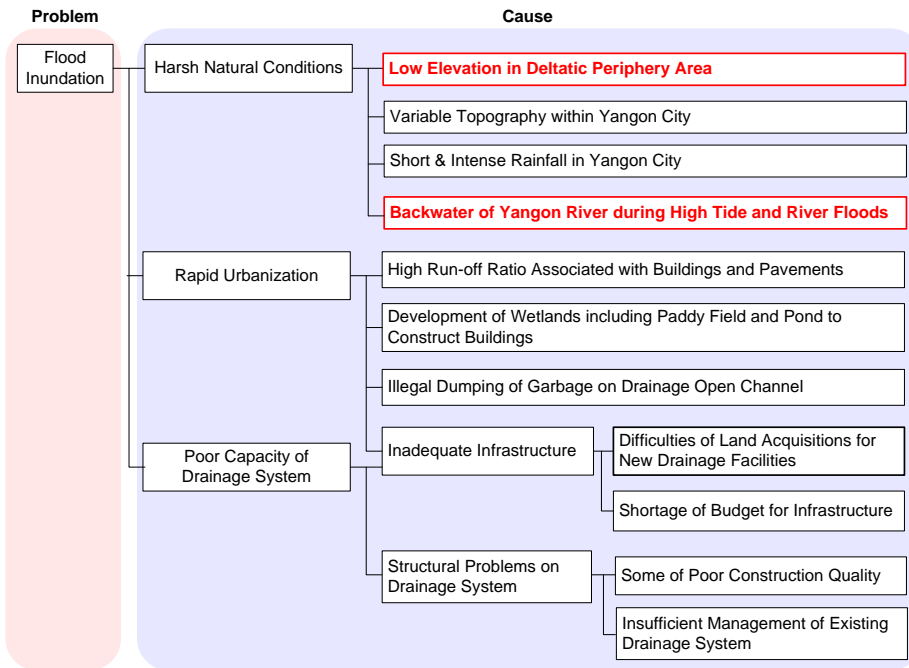 Problem
Cause
Flood
Inundation
Harsh Natural Conditions
Low Elevation in Deltatic Periphery Area
Variable Topography within Yangon City
Short & Intense Rainfall in Yangon City
Backwater of Yangon River during High Tide and River Floods
Rapid Urbanization
High Run-off Ratio Associated with Buildings and Pavements
Development of Wetlands including Paddy Field and Pond to
Construct Buildings
Illegal Dumping of Garbage on Drainage Open Channel
Poor Capacity of
Drainage System
Inadequate Infrastructure
Difficulties of Land Acquisitions for
New Drainage Facilities
Shortage of Budget for Infrastructure
Structural Problems on
Drainage System
Some of Poor Construction Quality
Insufficient Management of Existing
Drainage System